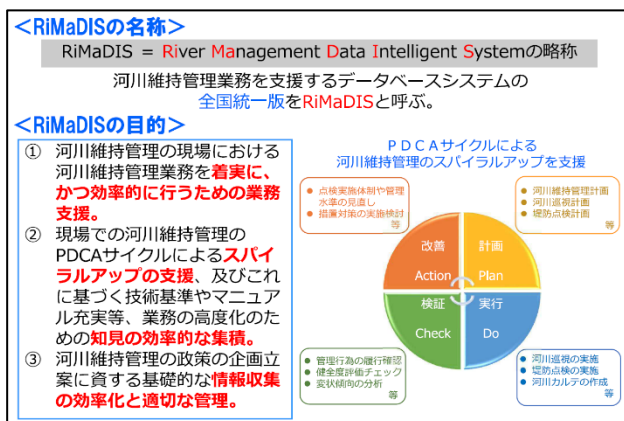 ＜RiMaDISの名称＞
RiMaDIS = River Management Data Intelligent Systemの略称
河川維持管理業務を支援するデータベースシステムの
全国統一版をRiMaDISと呼ぶ。
＜RiMaDISの目的＞
① 河川維持管理の現場における
河川維持管理業務を着実に、
かつ効率的に行うための業務
支援。
② 現場での河川維持管理の
PDCAサイクルによるスパイ
ラルアップの支援、及びこれ
に基づく技術基準やマニュア
ル充実等、業務の高度化のた
めの知見の効率的な集積。
③ 河川維持管理の政策の企画立
案に資する基礎的な情報収集
の効率化と適切な管理。
ＰＤＣＡサイクルによる
河川維持管理のスパイラルアップを支援
● 点検実施体制や管理
水準の見直し
● 措置対策の実施検討
等
● 河川維持管理計画
● 河川巡視計画
● 堤防点検計画
等
改善
Action
計画
Plan
検証
Check
実行
Do
● 管理行為の履行確認
● 健全度評価チェック
● 変状傾向の分析
等
● 河川巡視の実施
● 堤防点検の実施
● 河川カルテの作成
等